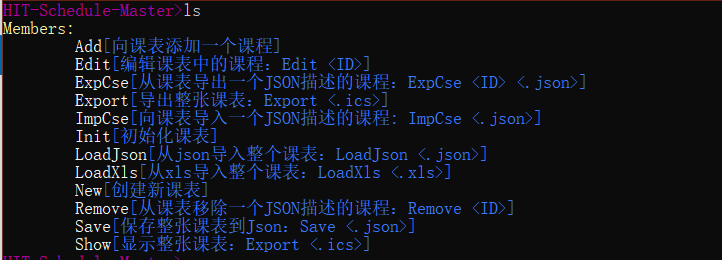 HIT-Schedule-Master>ls
Members:
Add[向课表添加一个课程]
Edit[编辑课表中的课程: Edit <ID>]
ExpCse[从课表导出一个JSON描述的课程: ExpCse <ID> <.json>]
Export[导出整张课表: Export <.ics>]
ImpCse[向课表导入一个JSON描述的课程: ImpCse <.json>]
Init[初始化课表]
LoadJson[从json导入整个课表: LoadJson <.json>]
LoadXls[从xls导入整个课表: LoadXls <.xls>]
New[创建新课表]
Remove[从课表移除一个JSON描述的课程: Remove <ID>]
Save[保存整张课表到Json: Save <.json>]
Show[显示整张课表: Export <.ics>]
HIT-Schedule-Master>